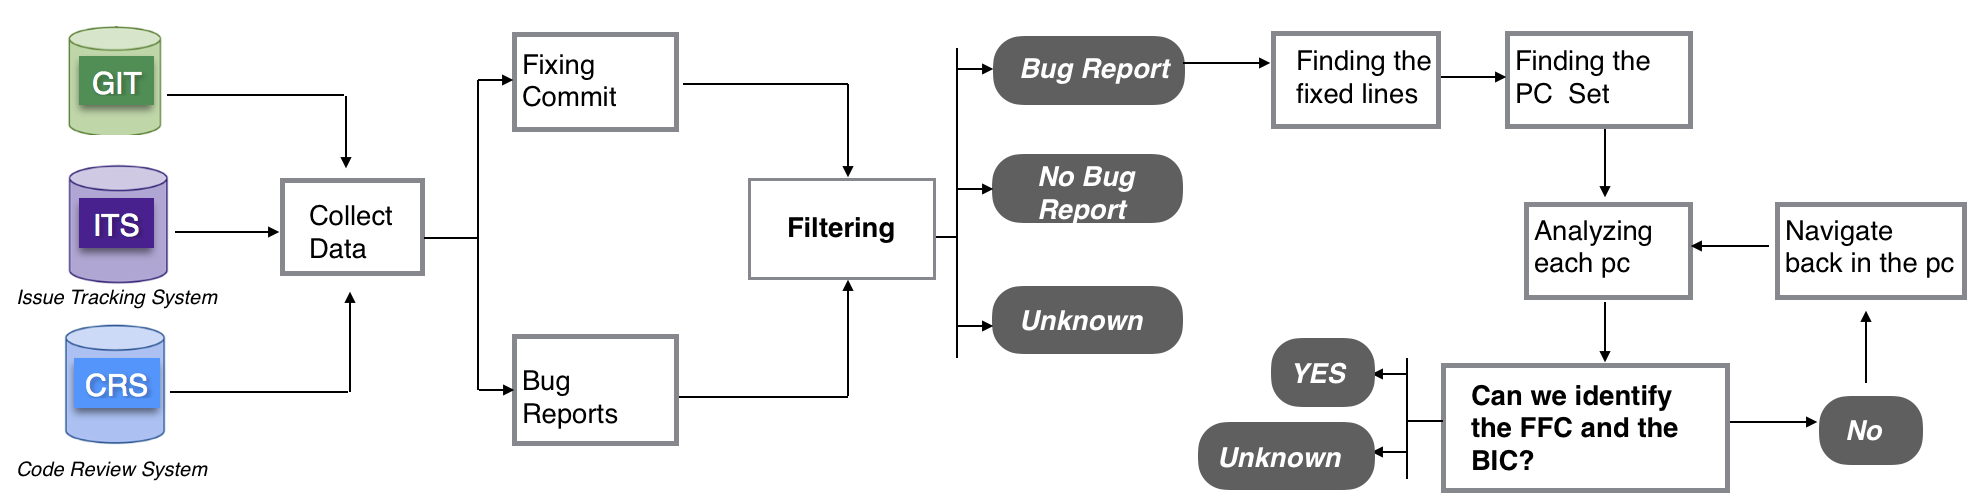 GIT
ITS
Issue Tracking System
CRS
Code Review System
Collect
Data
Fixing
Commit
Bug
Reports
Filtering
Bug Report
No Bug
Report
Unknown
Finding the
fixed lines
Finding the
PC  Set
Analyzing
each pc
Navigate
back in the pc
Can we identify
the FFC and the
BIC?
YES
Unknown
No